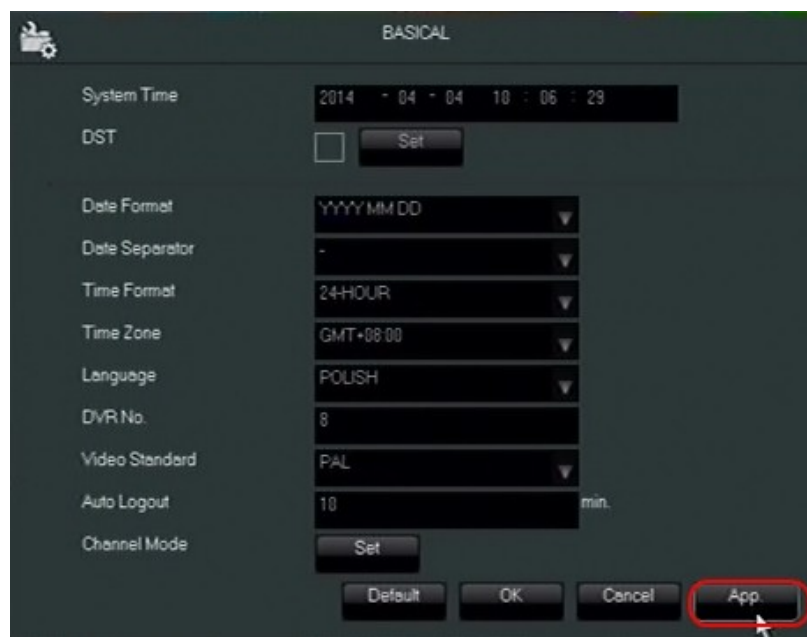 BASICAL
System Time 2014 - 04 - 04 10 : 06 : 29
DST Set
Date Format YYYY MM DD
Date Separator -
Time Format 24-HOUR
Time Zone GMT+08:00
Language POLISH
DVR No. 8
Video Standard PAL
Auto Logout 10 min.
Channel Mode Set
Default OK Cancel App.